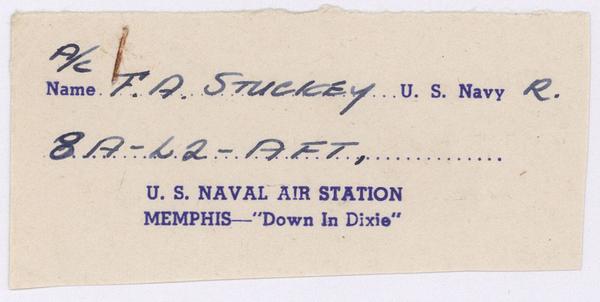 A/C
Name F. A. STUCKEY U. S. Navy R.
8A-L2-AFT,
U. S. NAVAL AIR STATION
MEMPHIS—"Down In Dixie"